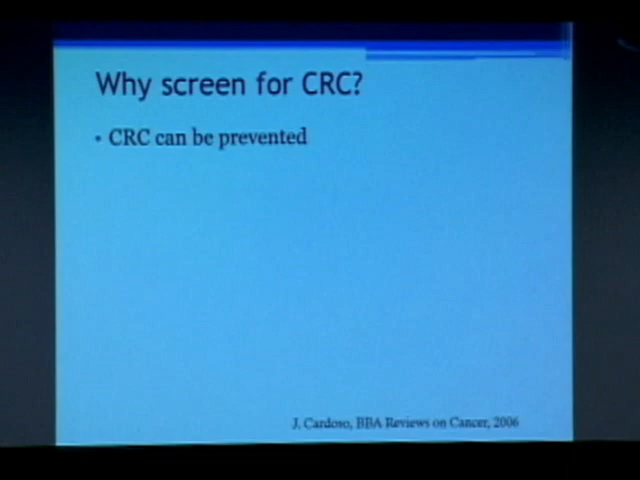 Why screen for CRC?
• CRC can be prevented
J. Cardoso, BBA Reviews on Cancer, 2006